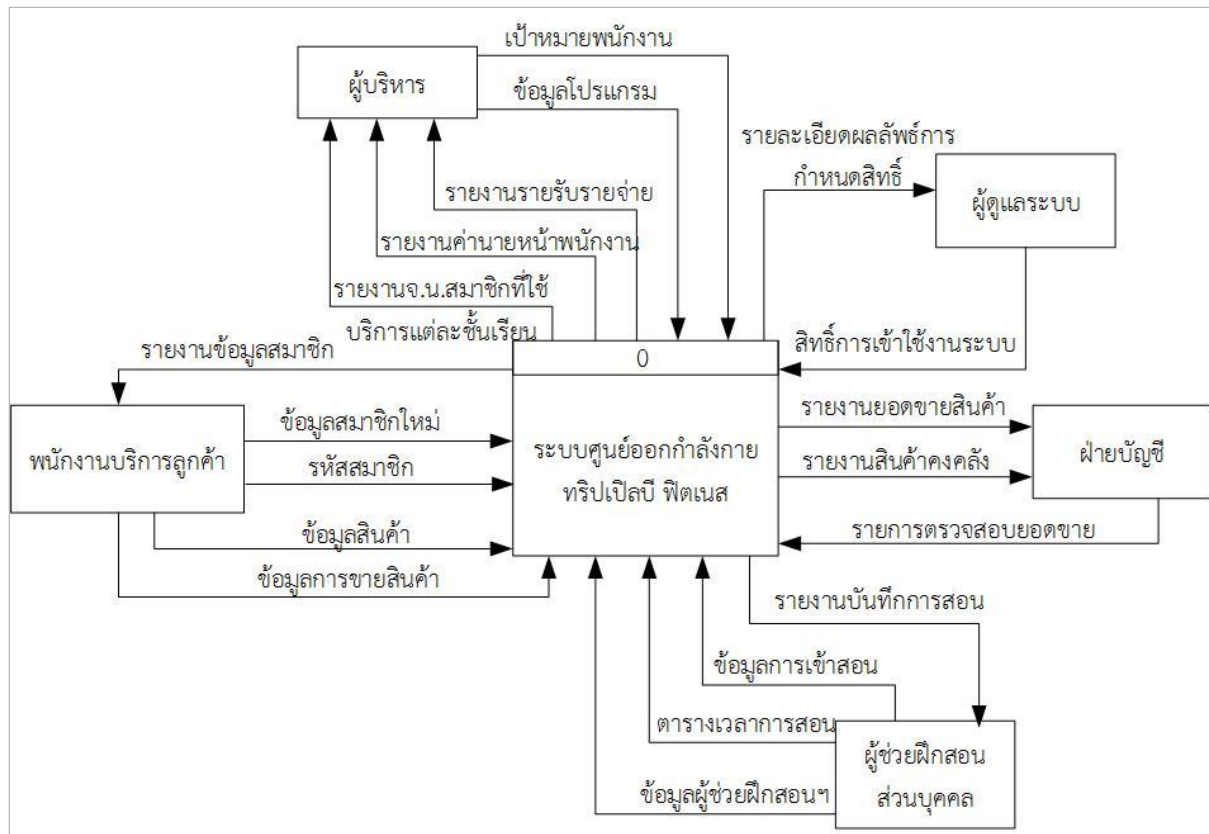 เป้าหมายพนักงาน
ผู้บริหาร
ข้อมูลโปรแกรม
รายละเอียดผลลัพธ์การ
กำหนดสิทธิ์
ผู้ดูแลระบบ
รายงานรายรับรายจ่าย
รายงานค่านายหน้าพนักงาน
รายงานจ.น.สมาชิกที่ใช้
บริการแต่ละชั้นเรียน
รายงานข้อมูลสมาชิก
0
สิทธิ์การเข้าใช้งานระบบ
พนักงานบริการลูกค้า
ข้อมูลสมาชิกใหม่
รหัสสมาชิก
ข้อมูลสินค้า
ข้อมูลการขายสินค้า
ระบบศูนย์ออกกำลังกาย
ทริปเปิลบี ฟิตเนส
รายงานยอดขายสินค้า
รายงานสินค้าคงคลัง
ฝ่ายบัญชี
รายการตรวจสอบยอดขาย
รายงานบันทึกการสอน
ข้อมูลการเข้าสอน
ตารางเวลาการสอน
ข้อมูลผู้ช่วยฝึกสอนฯ
ผู้ช่วยฝึกสอน
ส่วนบุคคล